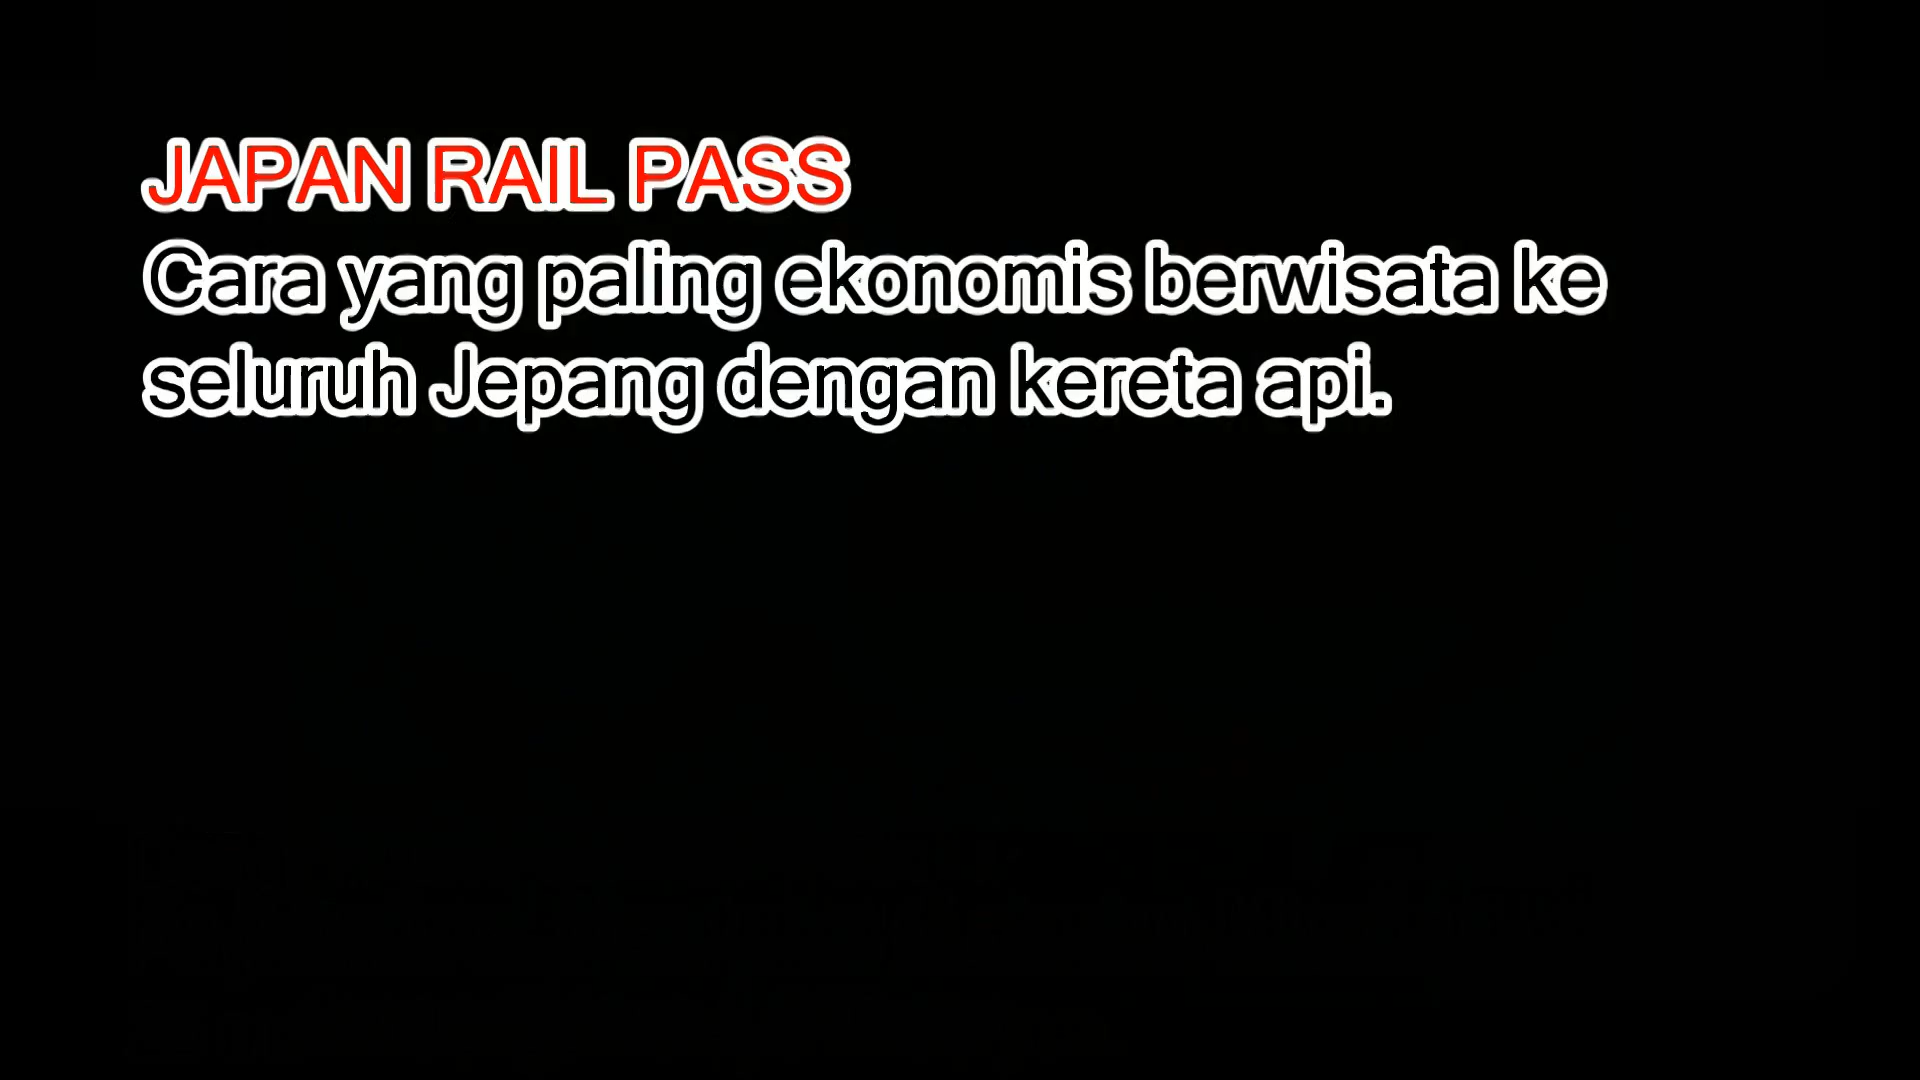 JAPAN RAIL PASS
Cara yang paling ekonomis berwisata ke
seluruh Jepang dengan kereta api.